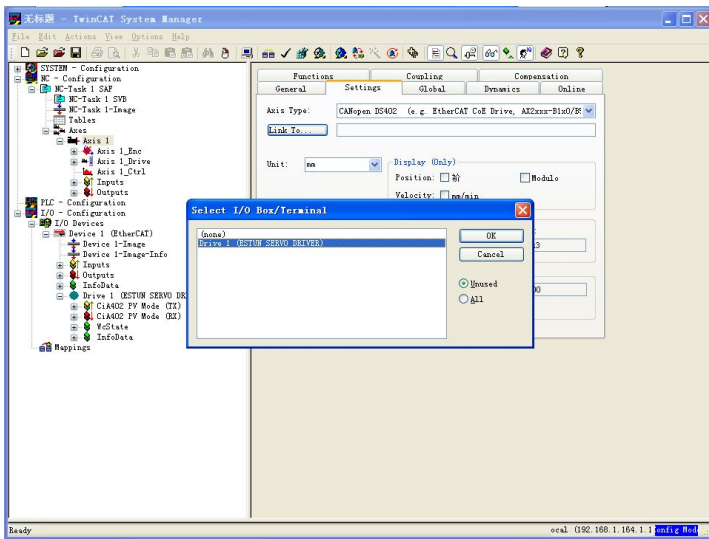 无标题 - TwinCAT System Manager
File Edit Actions View Options Help
SYSTEM - Configuration
NC - Configuration
NC-Task 1 SAF
NC-Task 1 SVB
NC-Task 1-Image
Tables
Axes
Axis 1
Axis 1_Enc
Axis 1_Drive
Axis 1_Ctrl
Inputs
Outputs
PLC - Configuration
I/O - Configuration
I/O Devices
Device 1 (EtherCAT)
Device 1-Image
Device 1-Image-Info
Inputs
Outputs
InfoData
Drive 1 (ESTUN SERVO DR
CiA402 PV Mode (TX)
CiA402 PV Mode (RX)
WcState
InfoData
Mappings
Functions Coupling Compensation
General Settings Global Dynamics Online
Axis Type: CANopen DS402 (e.g. EtherCAT CoE Drive, AX2xxx-B1x0/B5
Link To...
Unit: mm
Display (Only)
Position: Modulo
Velocity: mm/min
Select I/O Box/Terminal
(none)
Drive 1 (ESTUN SERVO DRIVER)
OK
Cancel
Unused
All
Ready
ocal (192.168.1.164.1.1 onfig Mod